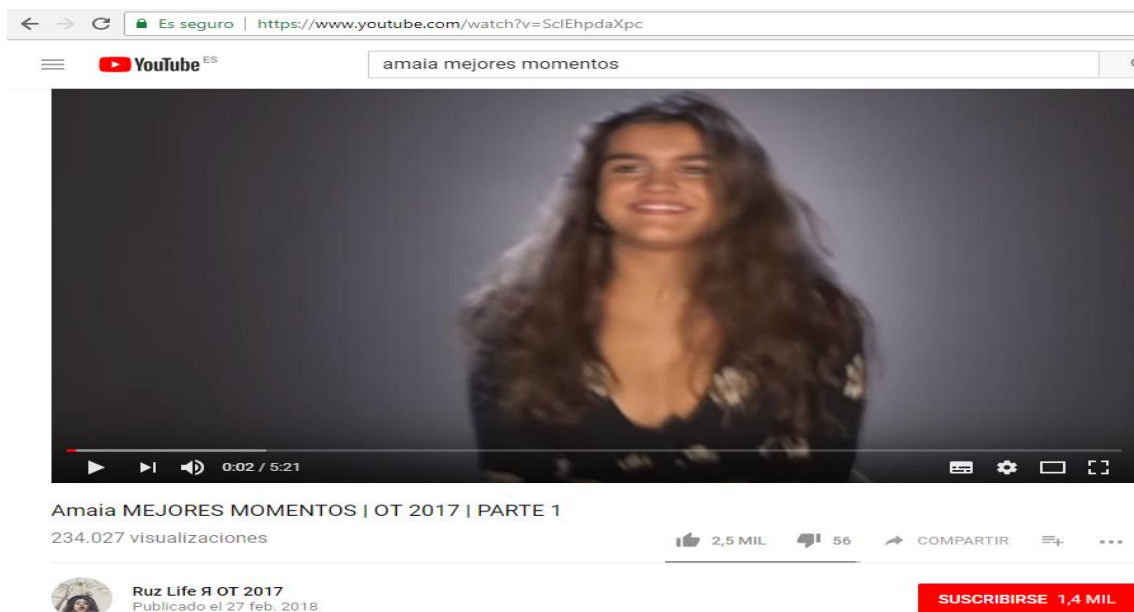 Es seguro | https://www.youtube.com/watch?v=SclEhpdaXpc
YouTube ES
amaia mejores momentos
0:02 / 5:21
Amaia MEJORES MOMENTOS | OT 2017 | PARTE 1
234.027 visualizaciones
2,5 MIL 56 COMPARTIR
Ruz Life Я OT 2017
Publicado el 27 feb. 2018
SUSCRIBIRSE 1,4 MIL